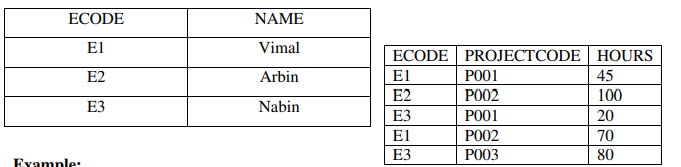 ECODE NAME
E1 Vimal
E2 Arbin
E3 Nabin
ECODE PROJECTCODE HOURS
E1 P001 45
E2 P002 100
E3 P001 20
E1 P002 70
E3 P003 80
Example: